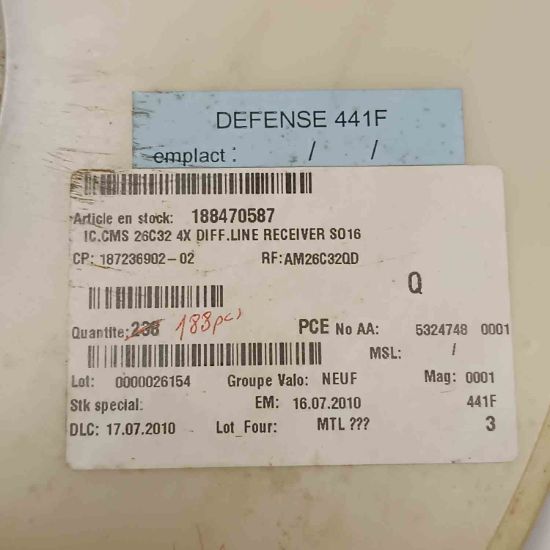 DEFENSE 441F
emplact : / /
Article en stock: 188470587
IC.CMS 26C32 4X DIFF.LINE RECEIVER SO16
CP: 187236902-02 RF:AM26C32QD
Q
Quantite: 238 188pcs PCE No AA: 5324748 0001
MSL: /
Lot: 0000026154 Groupe Valo: NEUF Mag: 0001
Stk special: EM: 16.07.2010 441F
DLC: 17.07.2010 Lot_Four: MTL ??? 3